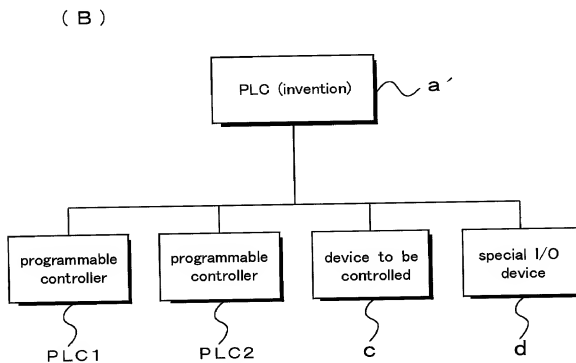 (B)
PLC (invention)
a′
programmable
controller
programmable
controller
device to be
controlled
special I/O
device
PLC1
PLC2
c
d